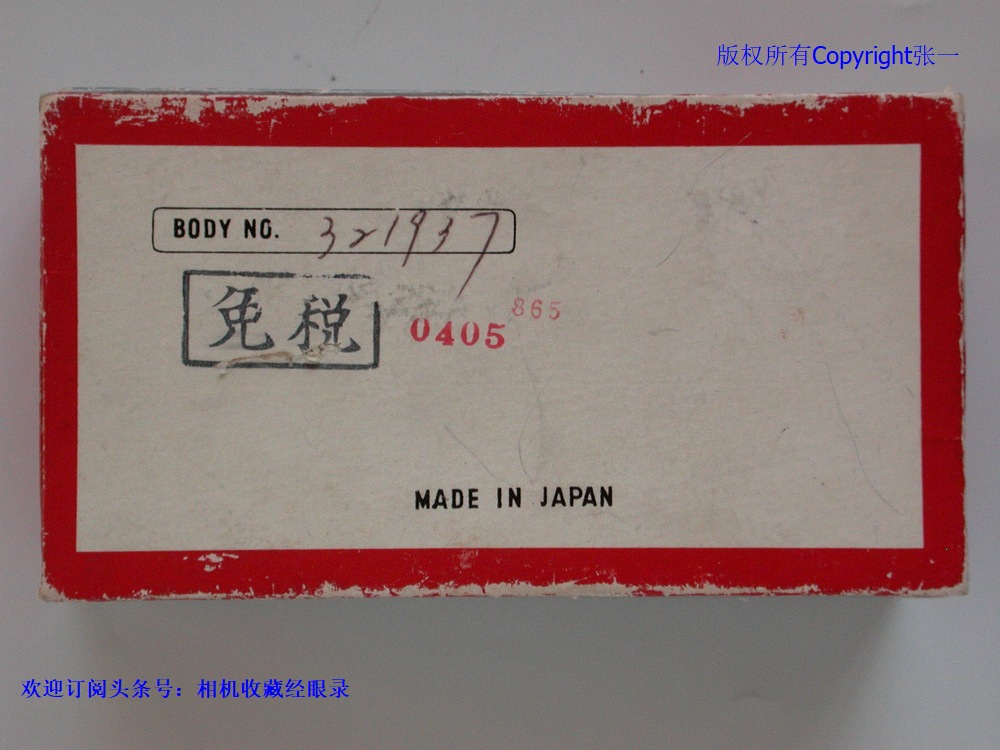 版权所有Copyright张一
BODY NO. 321937
免税
0405
865
MADE IN JAPAN
欢迎订阅头条号：相机收藏经眼录